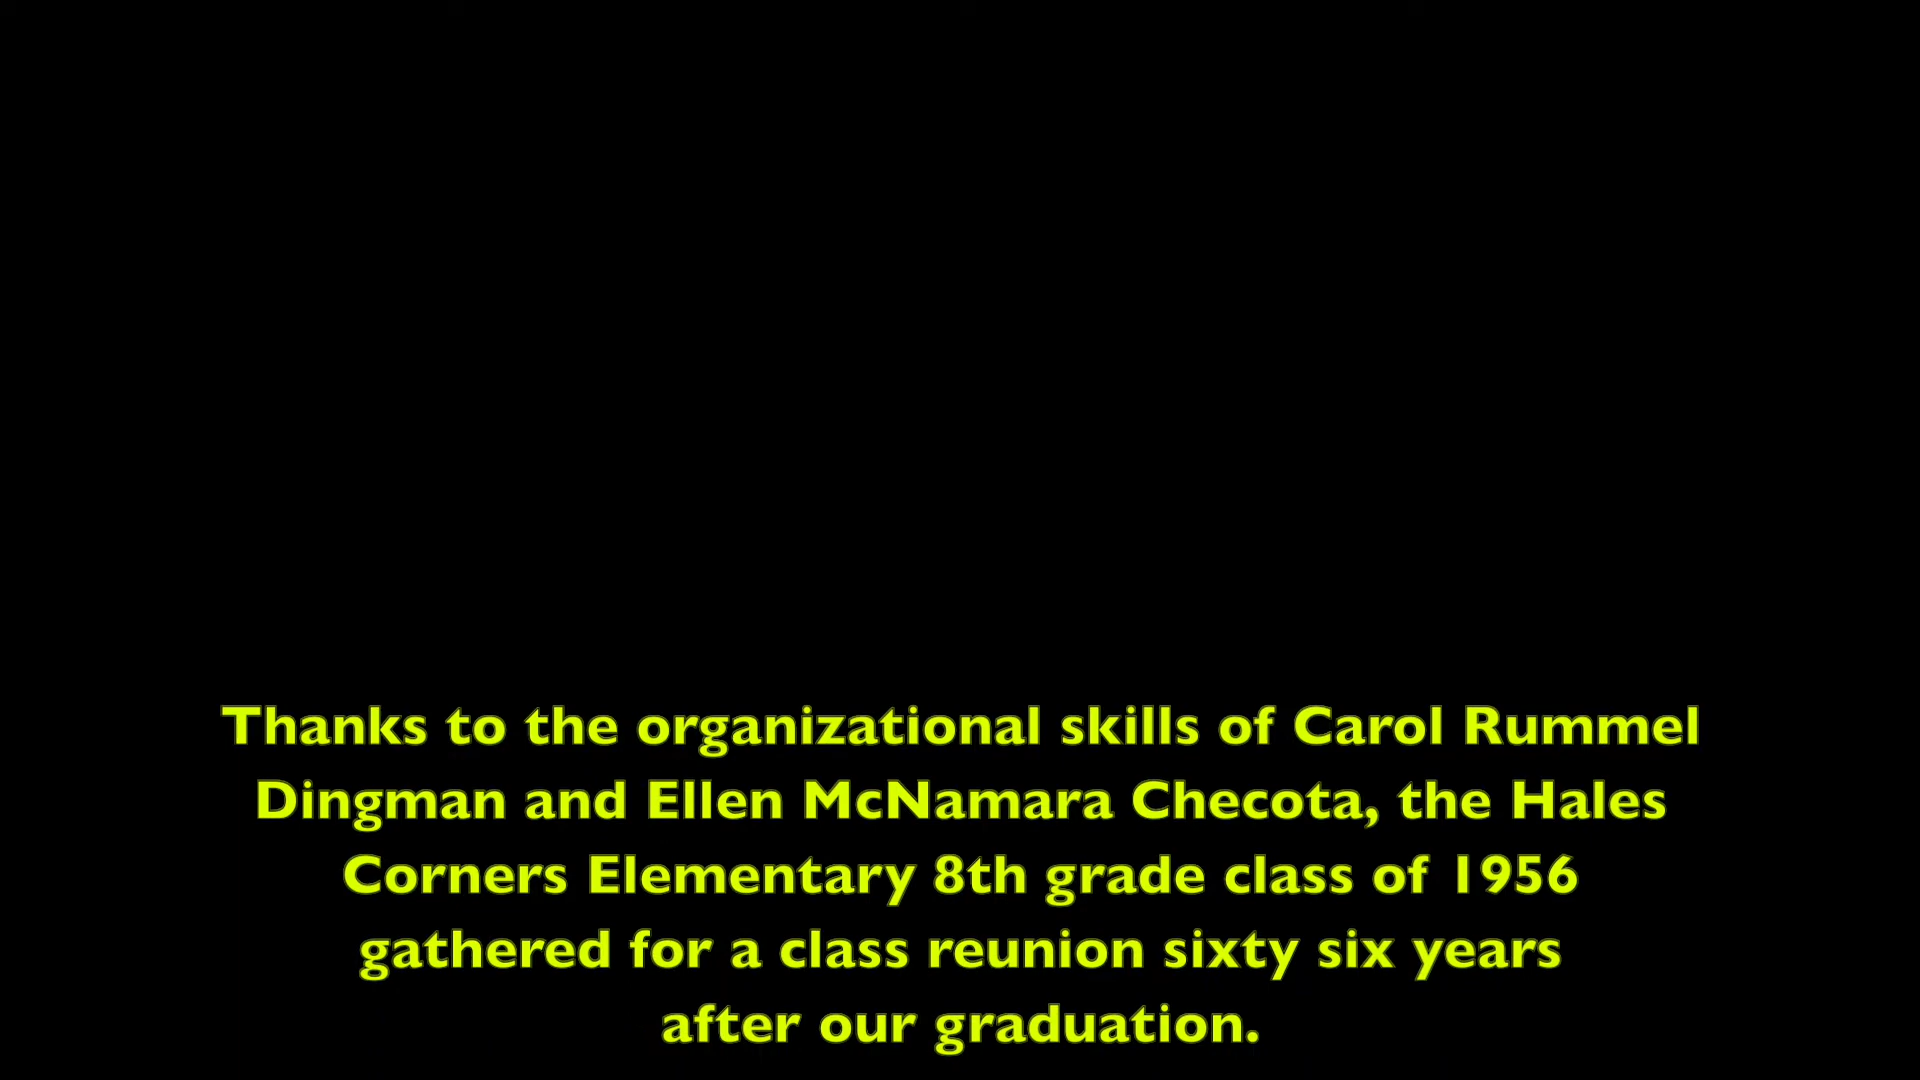 Thanks to the organizational skills of Carol Rummel
Dingman and Ellen McNamara Checota, the Hales
Corners Elementary 8th grade class of 1956
gathered for a class reunion sixty six years
after our graduation.